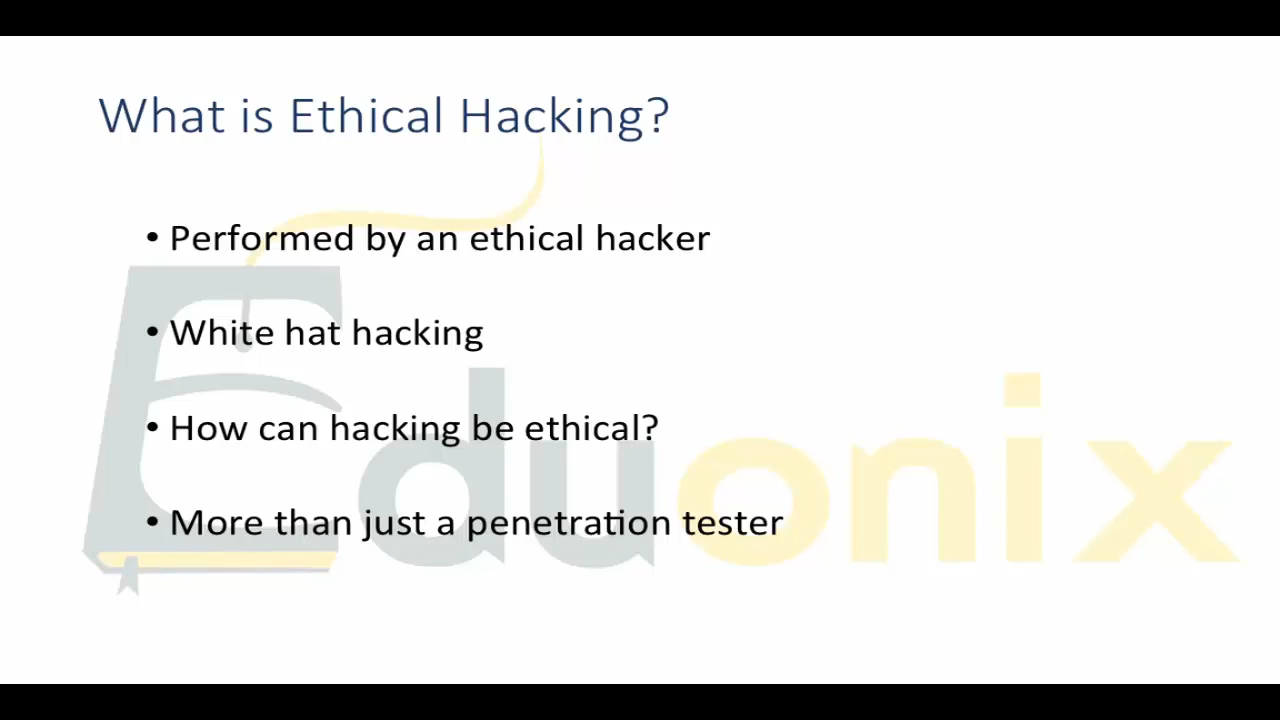 What is Ethical Hacking?
• Performed by an ethical hacker
• White hat hacking
• How can hacking be ethical?
• More than just a penetration tester
Eduonix